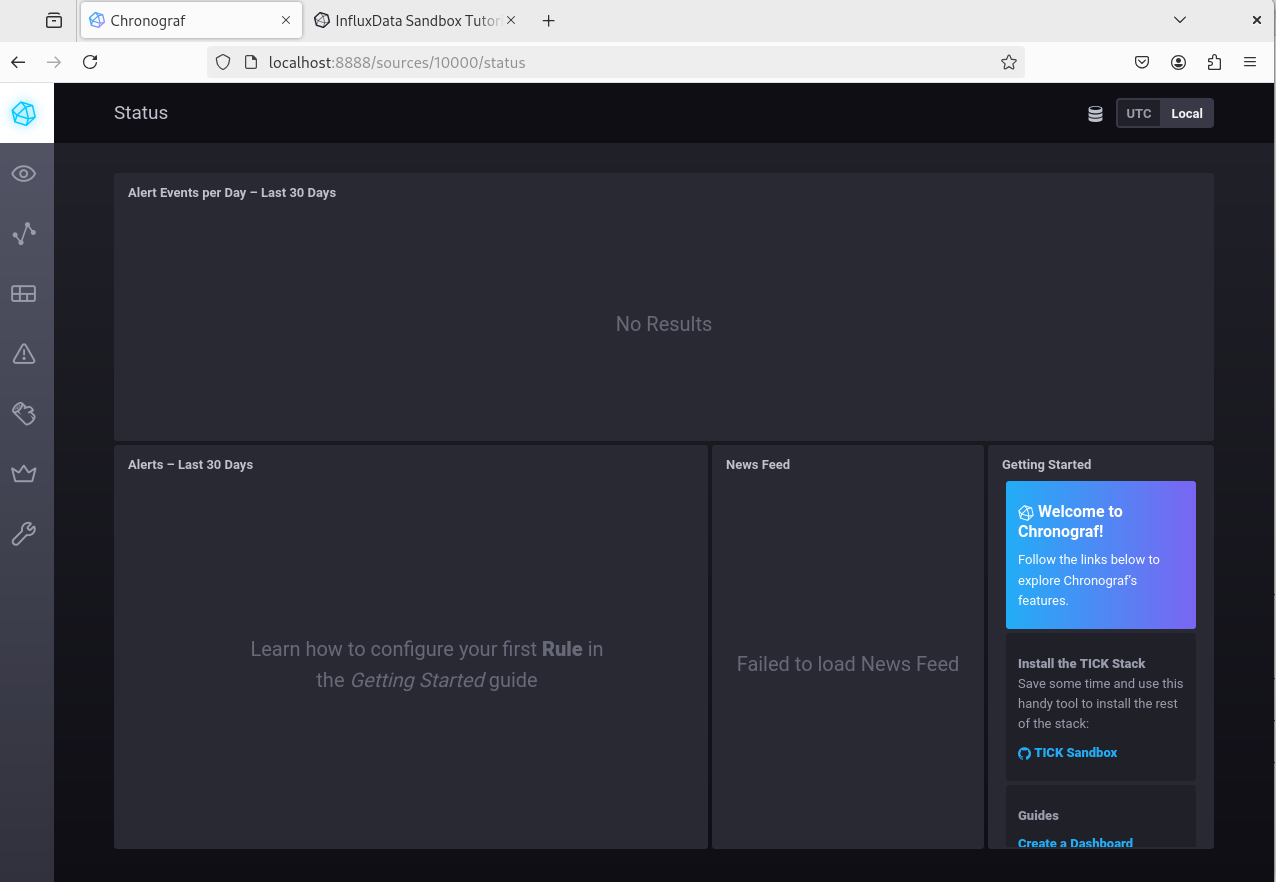 Chronograf
InfluxData Sandbox Tutor
localhost:8888/sources/10000/status
Status
UTC
Local
Alert Events per Day – Last 30 Days
No Results
Alerts – Last 30 Days
Learn how to configure your first Rule in
the Getting Started guide
News Feed
Failed to load News Feed
Getting Started
Welcome to
Chronograf!
Follow the links below to
explore Chronograf's
features.
Install the TICK Stack
Save some time and use this
handy tool to install the rest
of the stack:
TICK Sandbox
Guides
Create a Dashboard